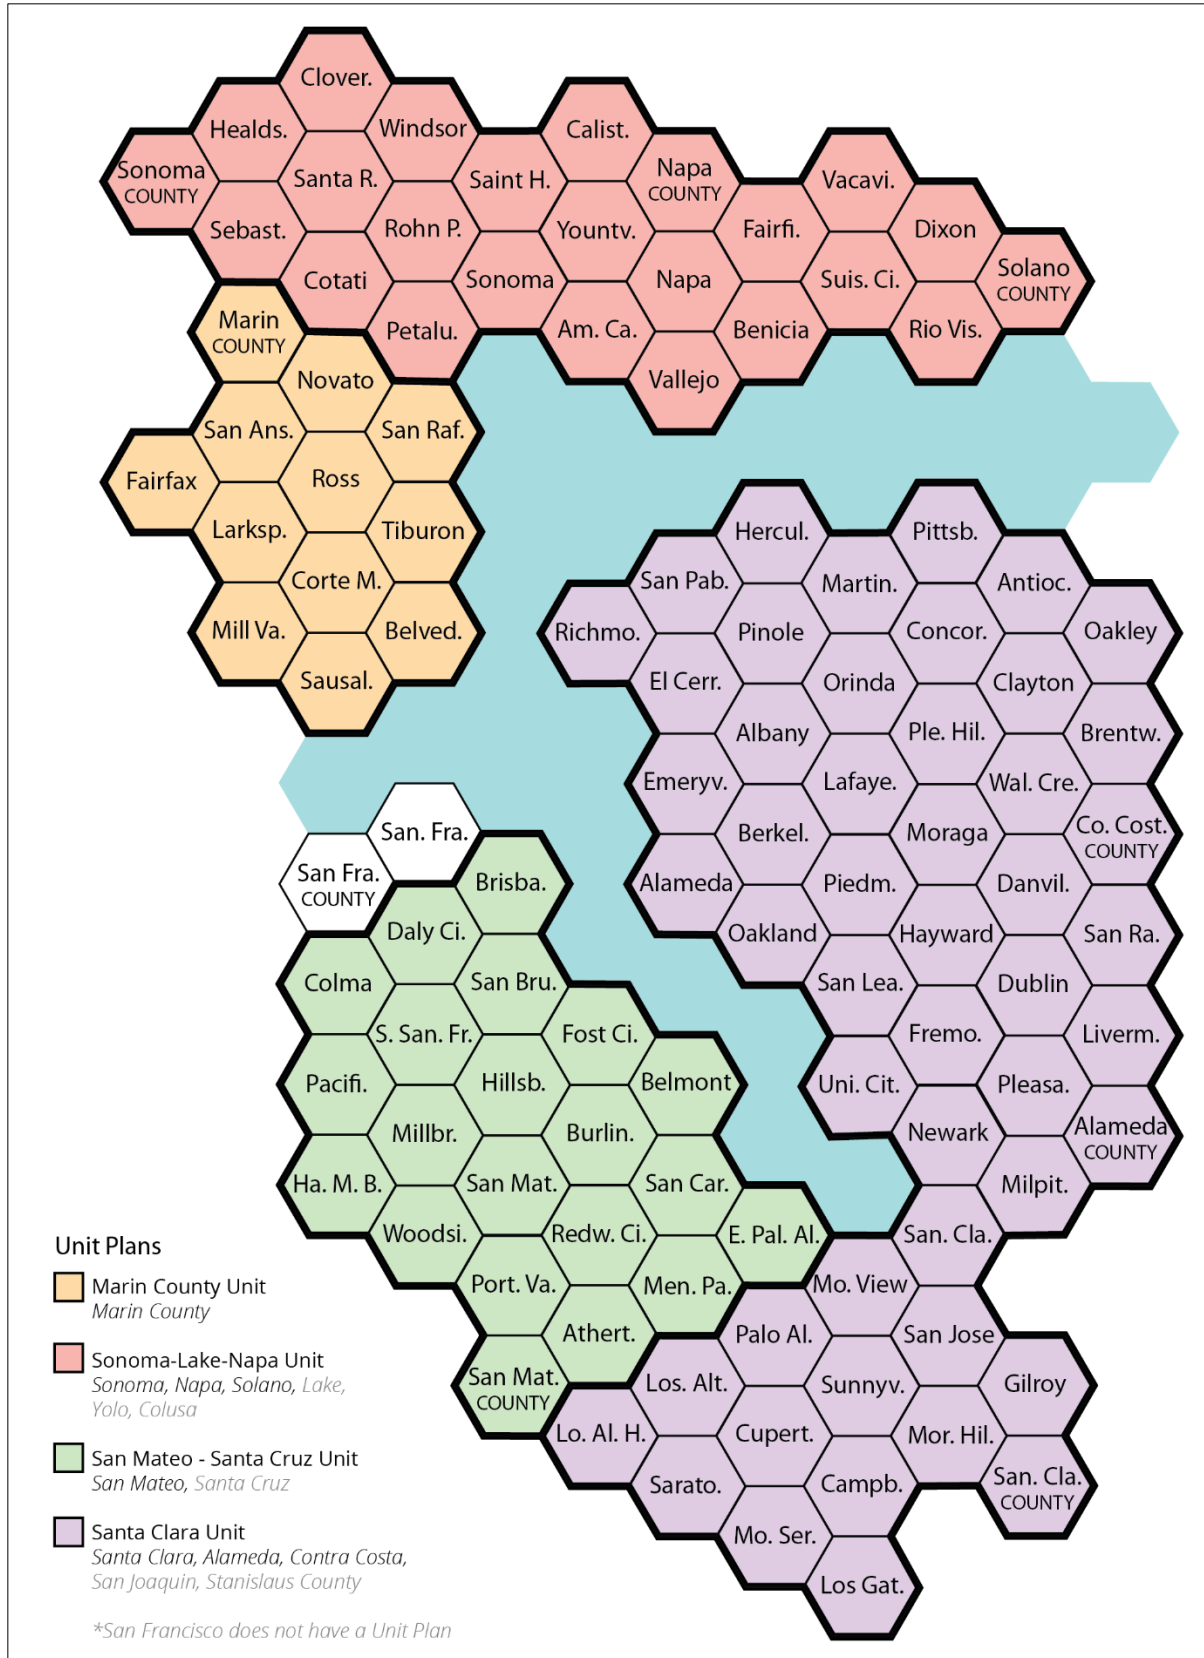 Clover.
Healds.
Windsor
Calist.
Sonoma
COUNTY
Santa R.
Saint H.
Napa
COUNTY
Vacavi.
Sebast.
Rohn P.
Yountv.
Fairfi.
Dixon
Cotati
Sonoma
Napa
Suis. Ci.
Solano
COUNTY
Marin
COUNTY
Petalu.
Am. Ca.
Benicia
Rio Vis.
Novato
Vallejo
San Ans.
San Raf.
Fairfax
Ross
Larksp.
Tiburon
Hercul.
Pittsb.
Corte M.
San Pab.
Martin.
Antioc.
Mill Va.
Belved.
Richmo.
Pinole
Concor.
Oakley
Sausal.
El Cerr.
Orinda
Clayton
Albany
Ple. Hil.
Brentw.
Emeryv.
Lafaye.
Wal. Cre.
San. Fra.
Berkel.
Moraga
Co. Cost.
COUNTY
San Fra.
COUNTY
Brisba.
Alameda
Piedm.
Danvil.
Daly Ci.
Oakland
Hayward
San Ra.
Colma
San Bru.
San Lea.
Dublin
S. San. Fr.
Fost Ci.
Fremo.
Liverm.
Pacifi.
Hillsb.
Belmont
Uni. Cit.
Pleasa.
Millbr.
Burlin.
Newark
Alameda
COUNTY
Ha. M. B.
San Mat.
San Car.
Milpit.
Woodsi.
Redw. Ci.
E. Pal. Al.
San. Cla.
Port. Va.
Men. Pa.
Mo. View
Athert.
Palo Al.
San Jose
San Mat.
COUNTY
Los. Alt.
Sunnyv.
Gilroy
Lo. Al. H.
Cupert.
Mor. Hil.
Sarato.
Campb.
San. Cla.
COUNTY
Mo. Ser.
Los Gat.
Unit Plans
Marin County Unit
Marin County
Sonoma-Lake-Napa Unit
Sonoma, Napa, Solano, Lake,
Yolo, Colusa
San Mateo - Santa Cruz Unit
San Mateo, Santa Cruz
Santa Clara Unit
Santa Clara, Alameda, Contra Costa,
San Joaquin, Stanislaus County
*San Francisco does not have a Unit Plan